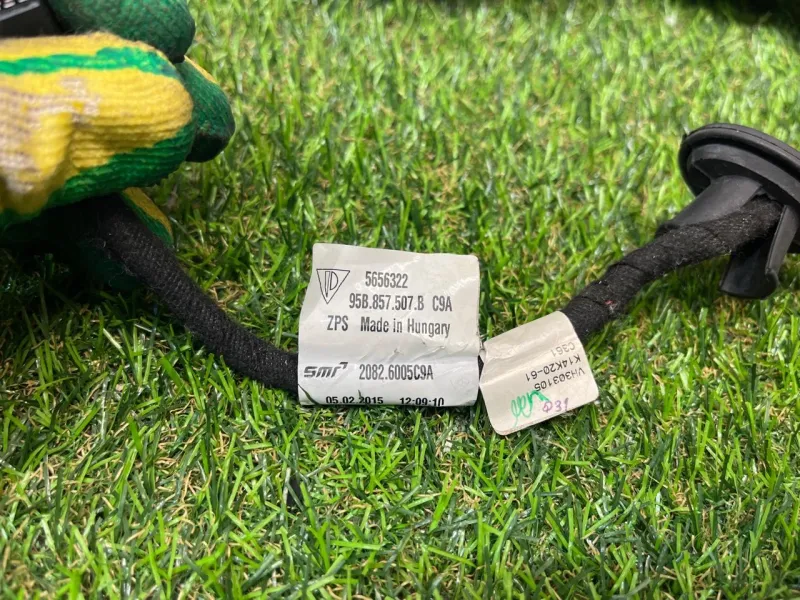 5656322
95B.857.507.B C9A
ZPS Made in Hungary
smr 2082.6005C9A
05.02.2015 12:09:10
VH303105
K14K20-61
C361